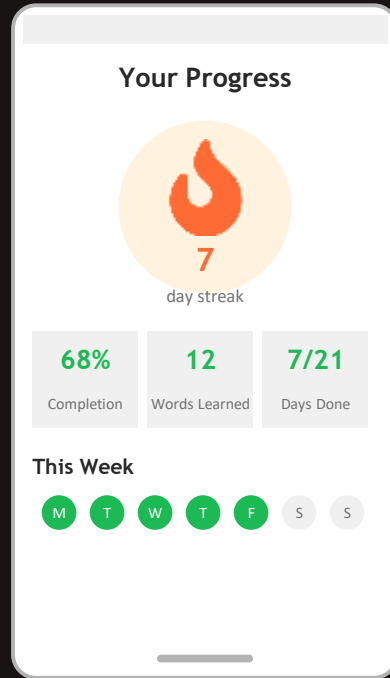 Your Progress
7
day streak
68% 12 7/21
Completion Words Learned Days Done
This Week
M T W T F S S